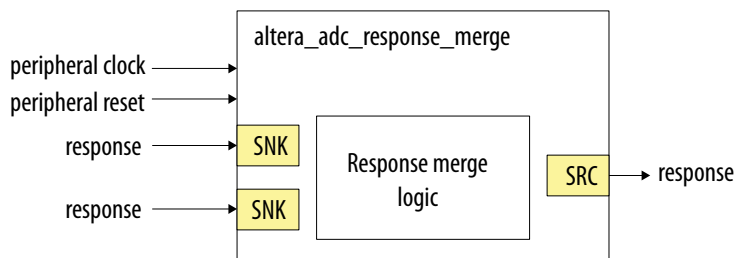 altera_adc_response_merge
peripheral clock
peripheral reset
response
SNK
Response merge
logic
SRC
response
response
SNK